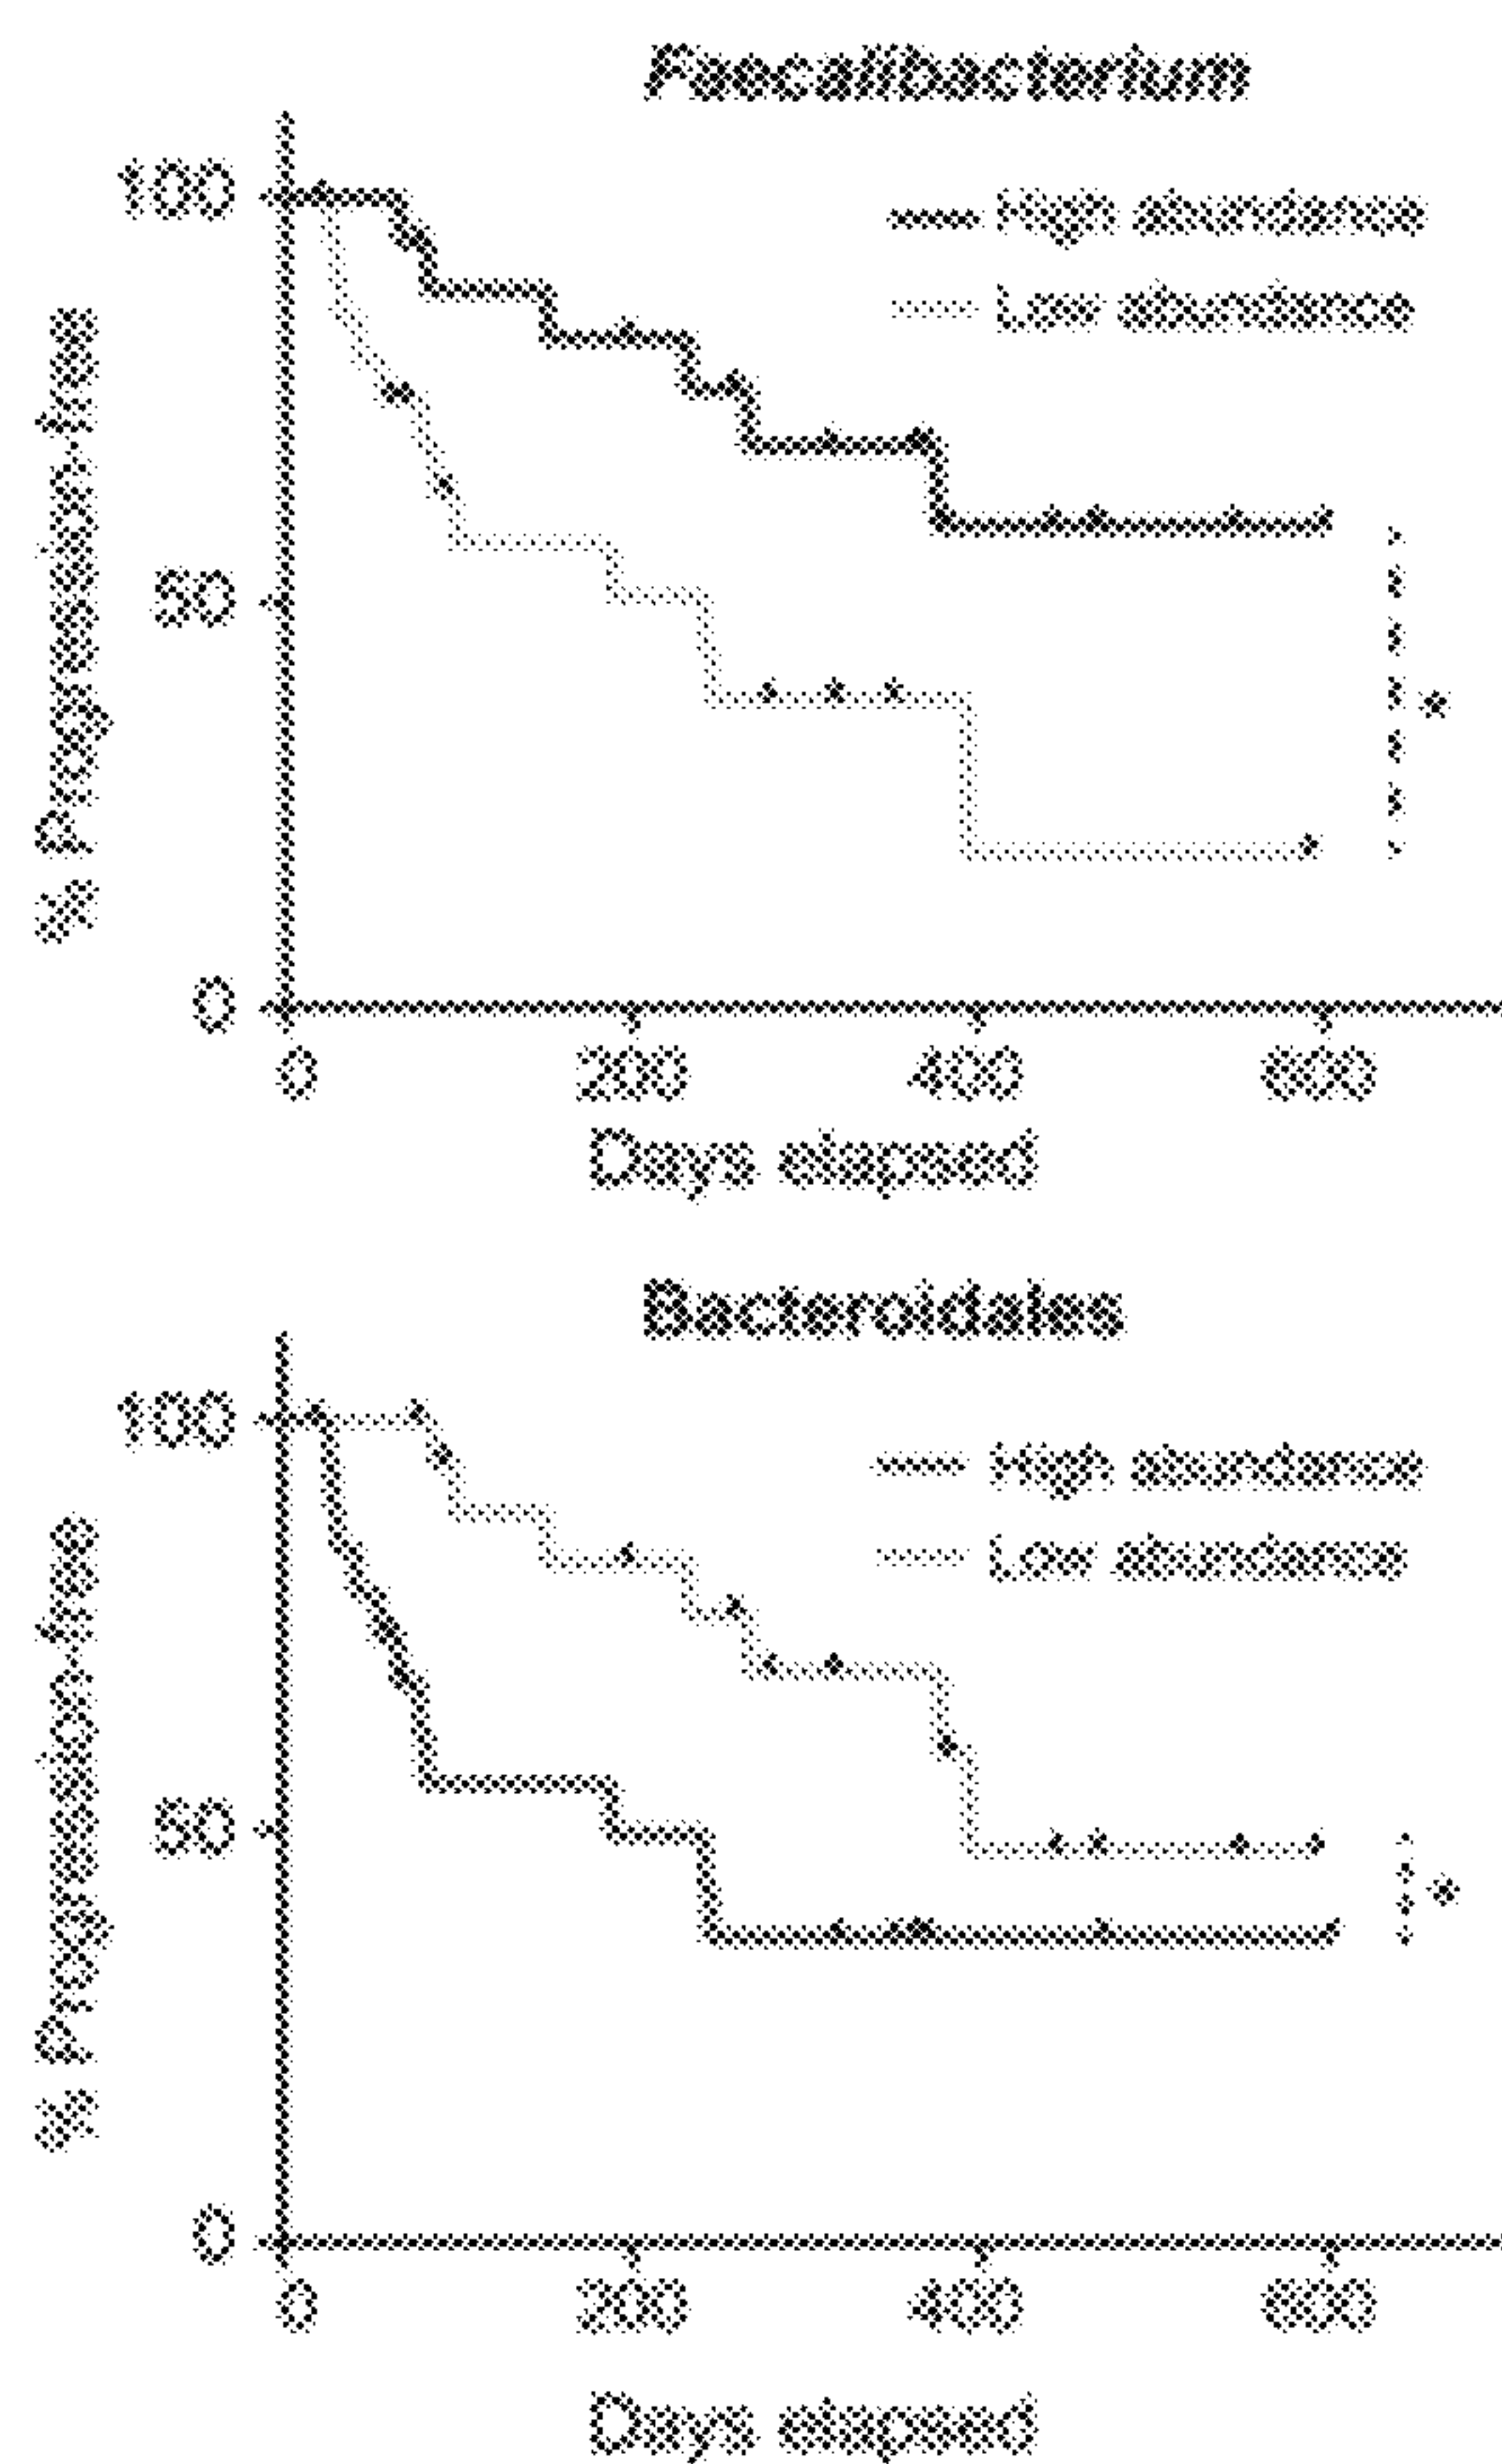 Faecalibacterium
100
High abundance
Low abundance
% Progression-free
50
*
0
0 200 400 600
Days elapsed
Bacteroidales
100
High abundance
Low abundance
% Progression-free
50
*
0
0 200 400 600
Days elapsed